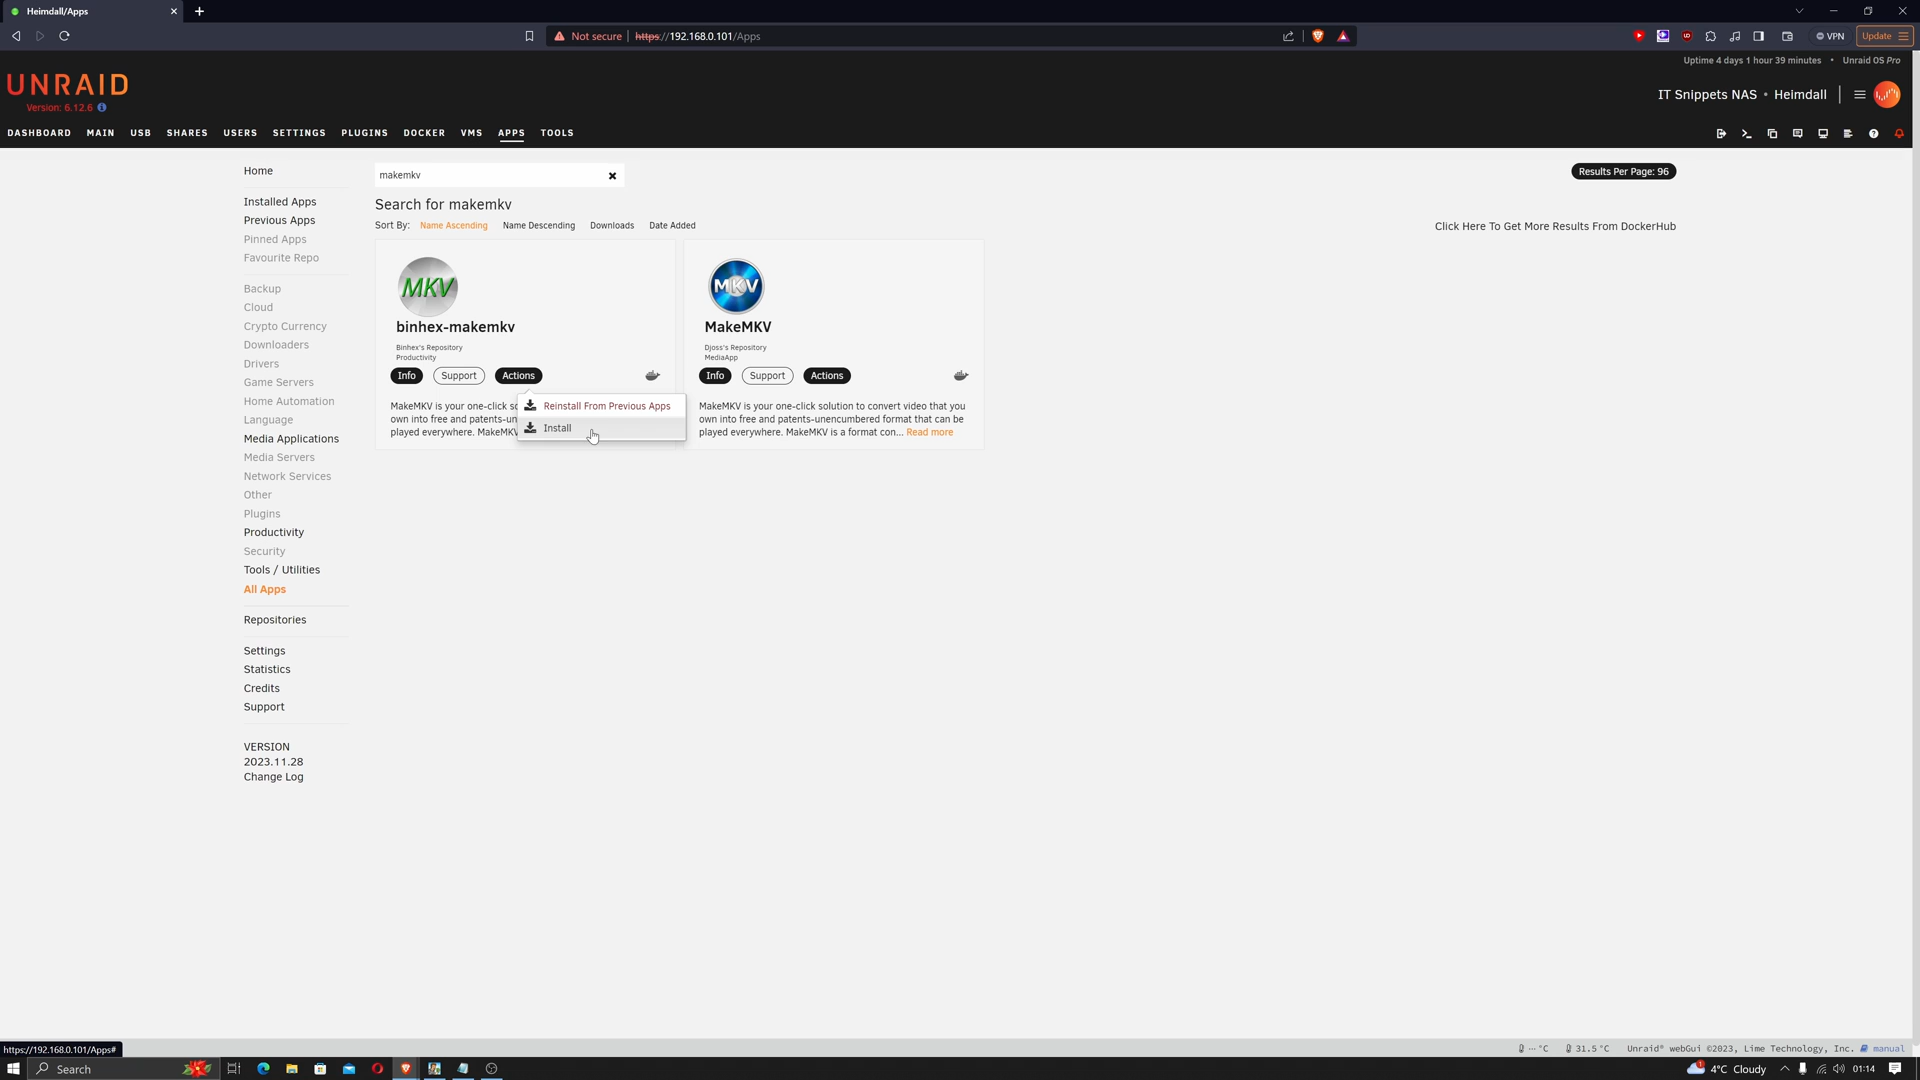 Heimdall/Apps
Not secure | https://192.168.0.101/Apps
VPN
Update
Uptime 4 days 1 hour 39 minutes • Unraid OS Pro
UNRAID
Version: 6.12.6
IT Snippets NAS • Heimdall
DASHBOARD MAIN USB SHARES USERS SETTINGS PLUGINS DOCKER VMS APPS TOOLS
Home
Installed Apps
Previous Apps
Pinned Apps
Favourite Repo
Backup
Cloud
Crypto Currency
Downloaders
Drivers
Game Servers
Home Automation
Language
Media Applications
Media Servers
Network Services
Other
Plugins
Productivity
Security
Tools / Utilities
All Apps
Repositories
Settings
Statistics
Credits
Support
VERSION
2023.11.28
Change Log
makemkv
Results Per Page: 96
Search for makemkv
Sort By: Name Ascending Name Descending Downloads Date Added
Click Here To Get More Results From DockerHub
MKV
binhex-makemkv
Binhex's Repository
Productivity
Info Support Actions
MakeMKV is your one-click so
own into free and patents-un
played everywhere. MakeMKV
Reinstall From Previous Apps
Install
MKV
MakeMKV
Djoss's Repository
MediaApp
Info Support Actions
MakeMKV is your one-click solution to convert video that you
own into free and patents-unencumbered format that can be
played everywhere. MakeMKV is a format con... Read more
https://192.168.0.101/Apps#
--- °C 31.5 °C Unraid® webGui ©2023, Lime Technology, Inc. manual
Search
1
4°C Cloudy
01:14